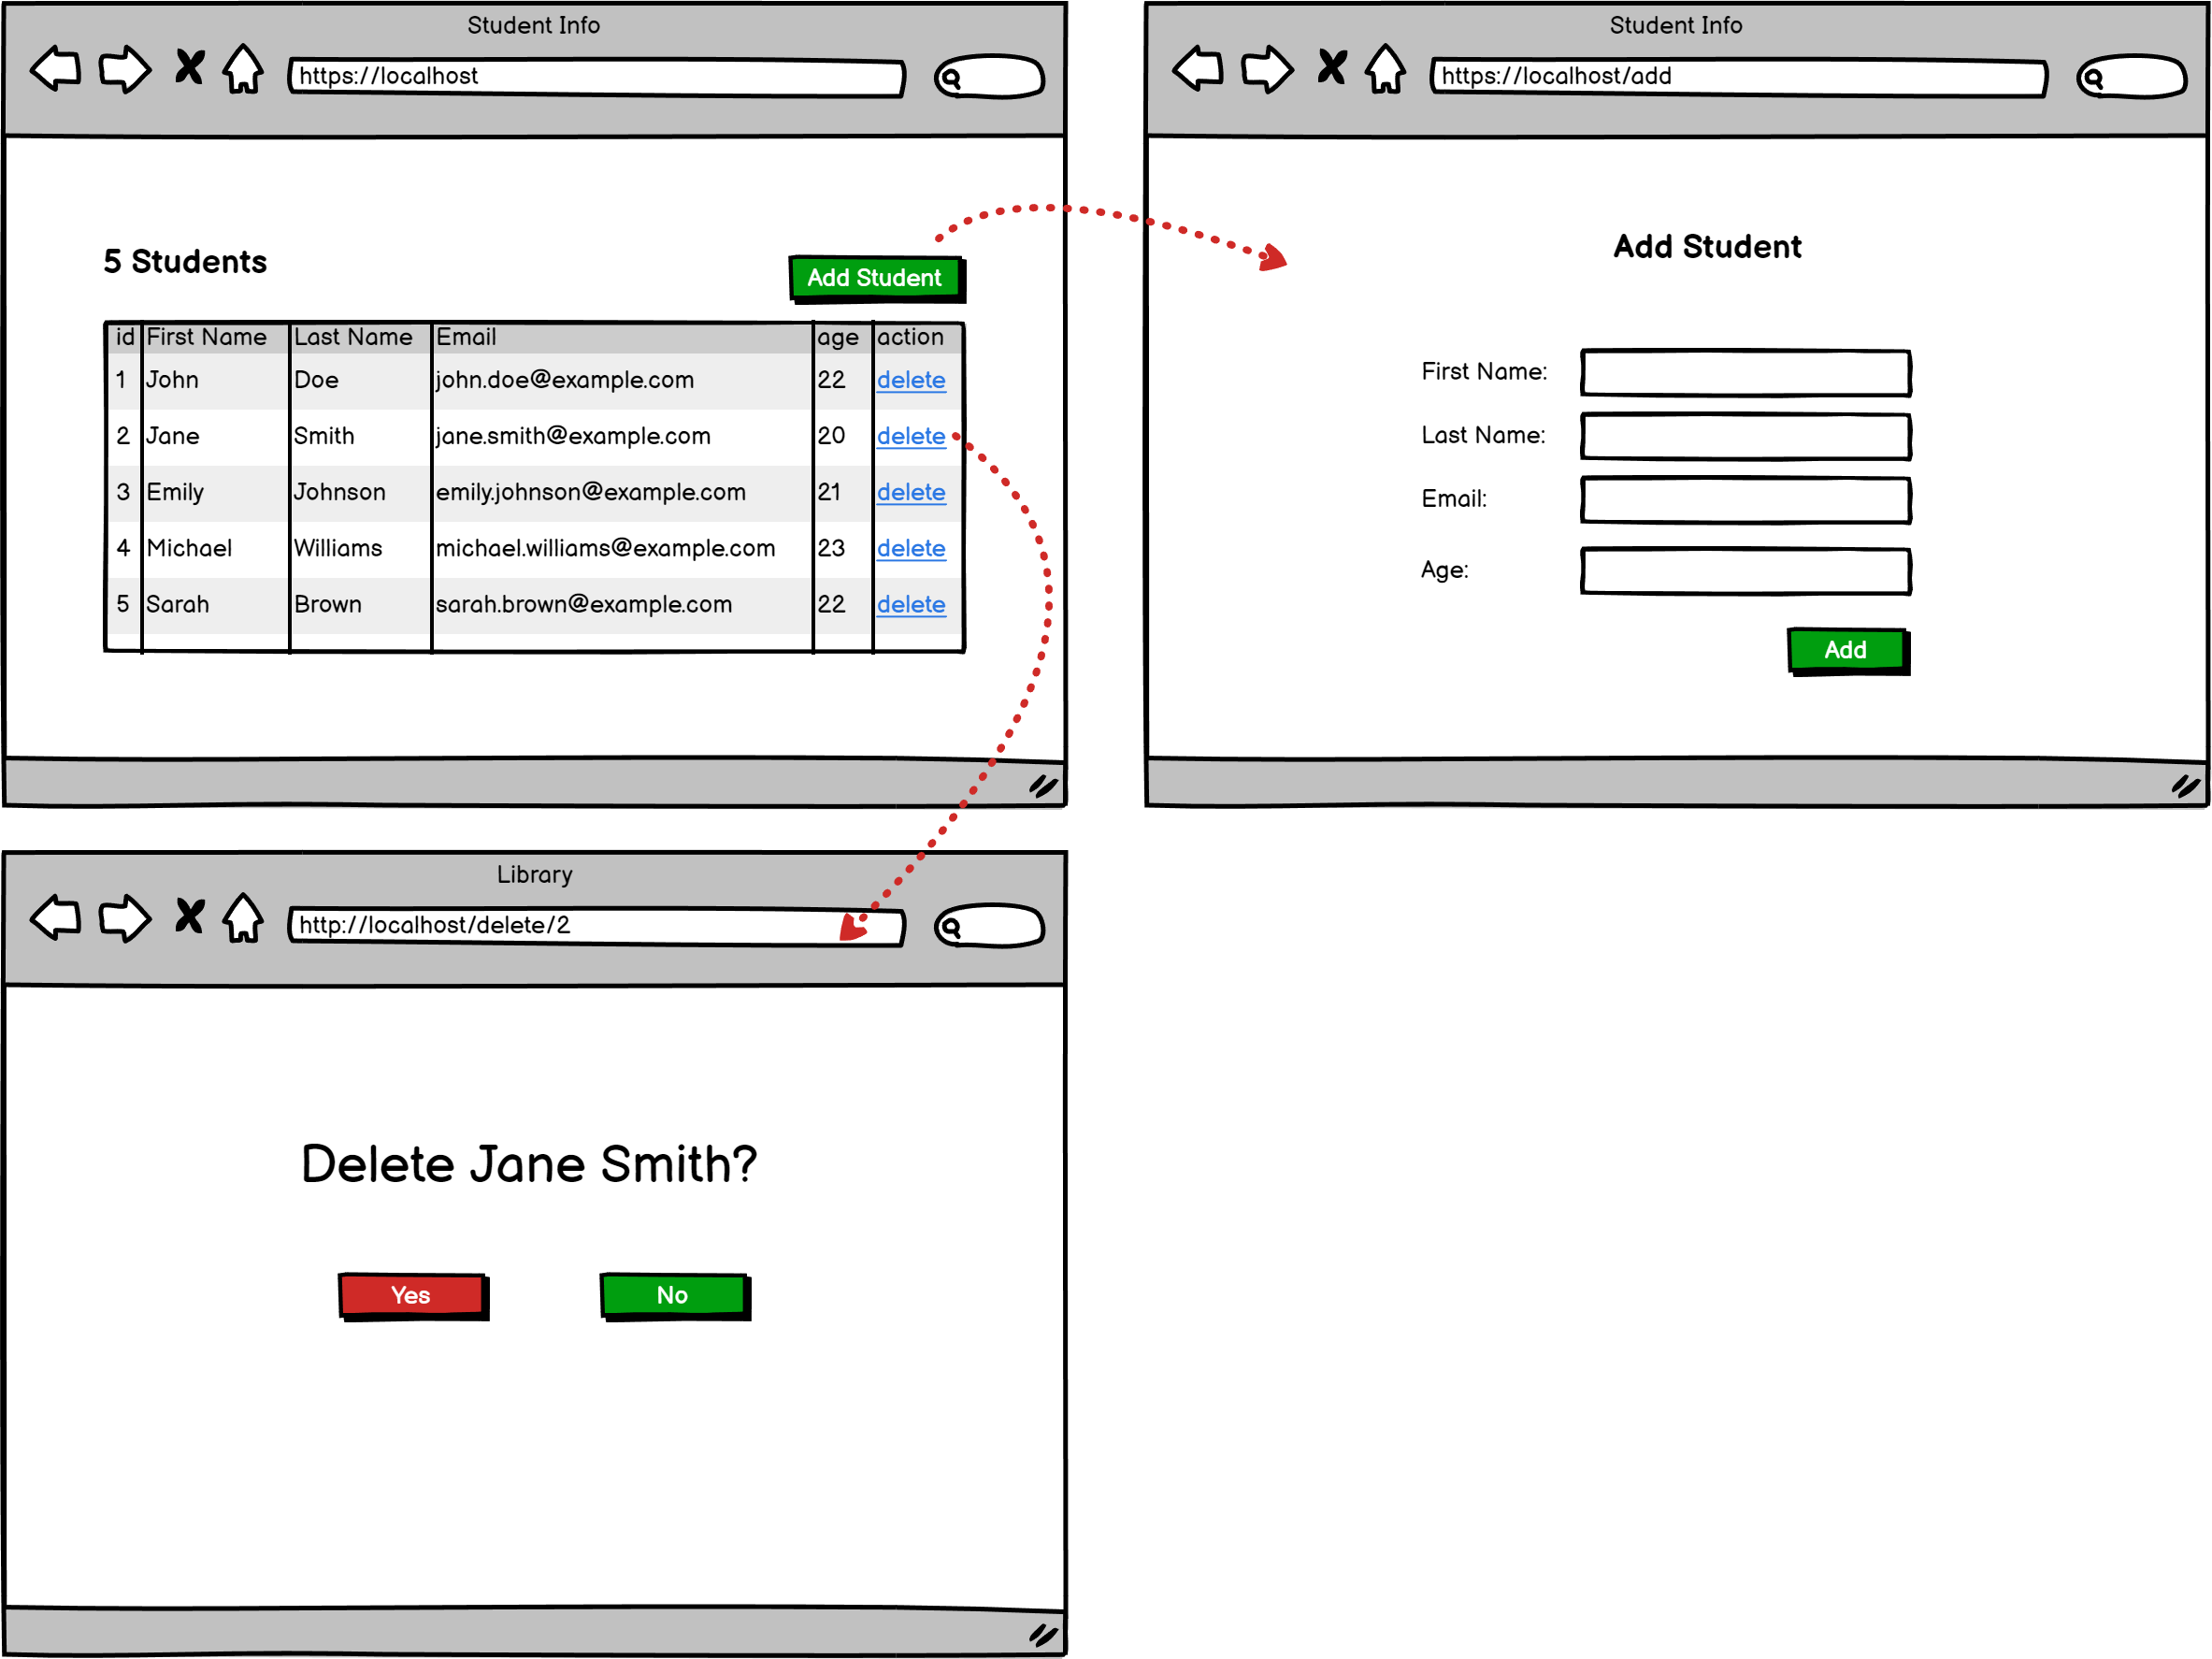 Student Info
https://localhost
5 Students
Add Student
id First Name Last Name Email age action
1 John Doe john.doe@example.com 22 delete
2 Jane Smith jane.smith@example.com 20 delete
3 Emily Johnson emily.johnson@example.com 21 delete
4 Michael Williams michael.williams@example.com 23 delete
5 Sarah Brown sarah.brown@example.com 22 delete
Student Info
https://localhost/add
Add Student
First Name:
Last Name:
Email:
Age:
Add
Library
http://localhost/delete/2
Delete Jane Smith?
Yes No